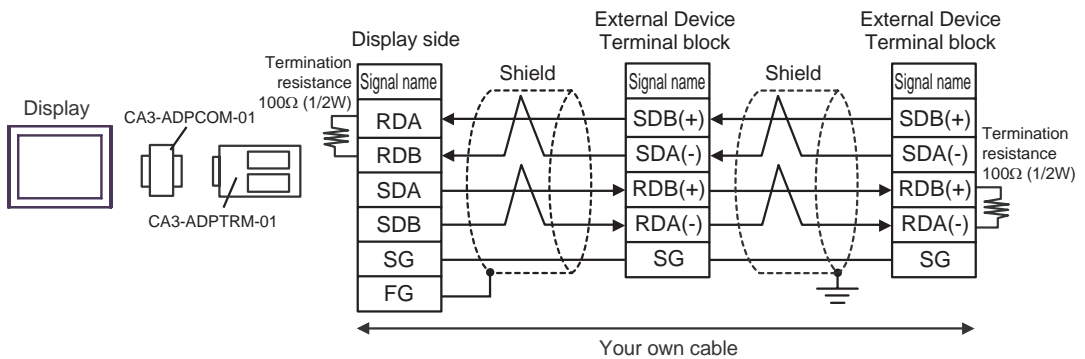 Display
CA3-ADPCOM-01
CA3-ADPTRM-01
Termination
resistance
100Ω (1/2W)
Display side
Signal name
RDA
RDB
SDA
SDB
SG
FG
Shield
External Device
Terminal block
Signal name
SDB(+)
SDA(-)
RDB(+)
RDA(-)
SG
Shield
External Device
Terminal block
Signal name
SDB(+)
SDA(-)
RDB(+)
RDA(-)
SG
Termination
resistance
100Ω (1/2W)
Your own cable